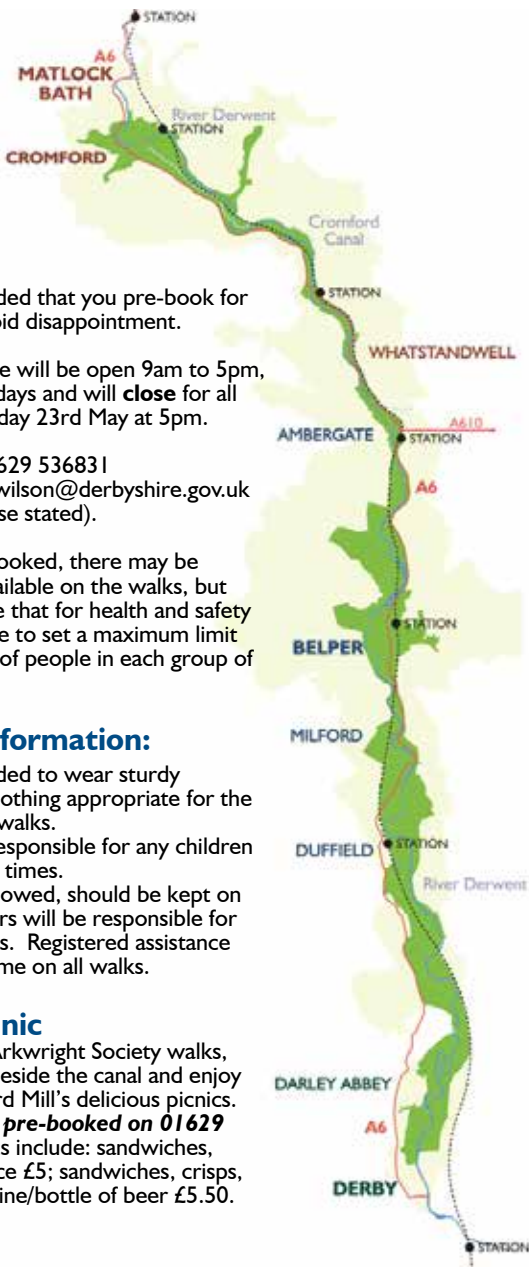 STATION
A6
MATLOCK
BATH
River Derwent
STATION
CROMFORD
Cromford
Canal
STATION
ded that you pre-book for
oid disappointment.
WHATSTANDWELL
e will be open 9am to 5pm,
days and will close for all
day 23rd May at 5pm.
A610
AMBERGATE
STATION
629 536831
wilson@derbyshire.gov.uk
se stated).
A6
ooked, there may be
ailable on the walks, but
e that for health and safety
e to set a maximum limit
of people in each group of
STATION
BELPER
formation:
MILFORD
ded to wear sturdy
othing appropriate for the
walks.
esponsible for any children
times.
STATION
DUFFIELD
owed, should be kept on
rs will be responsible for
s. Registered assistance
me on all walks.
River Derwent
nic
Arkwright Society walks,
eside the canal and enjoy
rd Mill's delicious picnics.
pre-booked on 01629
s include: sandwiches,
ce £5; sandwiches, crisps,
ine/bottle of beer £5.50.
DARLEY ABBEY
A6
DERBY
STATION